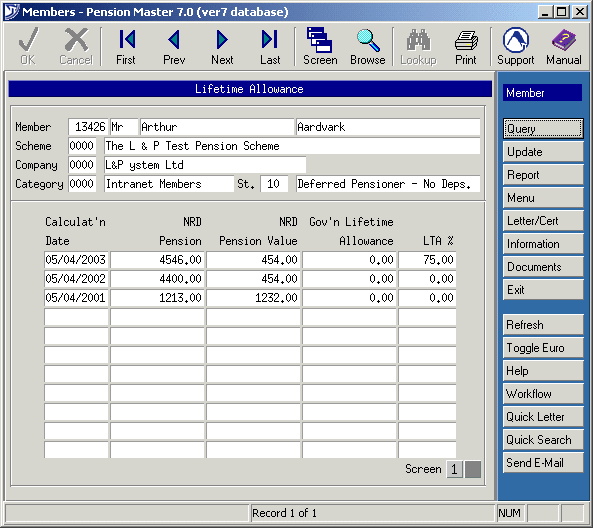 Members - Pension Master 7.0 (ver7 database)
OK Cancel First Prev Next Last Screen Browse Lookup Print Support Manual
Lifetime Allowance
Member 13426 Mr Arthur Aardvark
Scheme 0000 The L & P Test Pension Scheme
Company 0000 L&P ystem Ltd
Category 0000 Intranet Members St. 10 Deferred Pensioner - No Deps.
Calculat'n NRD NRD Gov'n Lifetime
Date Pension Pension Value Allowance LTA %
05/04/2003 4546.00 454.00 0.00 75.00
05/04/2002 4400.00 454.00 0.00 0.00
05/04/2001 1213.00 1232.00 0.00 0.00
Screen 1
Member
Query
Update
Report
Menu
Letter/Cert
Information
Documents
Exit
Refresh
Toggle Euro
Help
Workflow
Quick Letter
Quick Search
Send E-Mail
Record 1 of 1 NUM